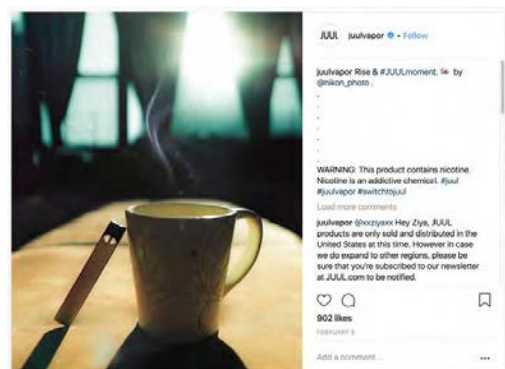 JUUL juulvapor • Follow
juulvapor Rise & #JUULmoment. by
@nikon_photo .
.
.
.
.
.
.
WARNING: This product contains nicotine.
Nicotine is an addictive chemical. #juul
#juulvapor #switchtojuul
Load more comments
juulvapor @xxziyaxx Hey Ziya, JUUL
products are only sold and distributed in the
United States at this time. However in case
we do expand to other regions, please be
sure that you're subscribed to our newsletter
at JUUL.com to be notified.
902 likes
FEBRUARY 5
Add a comment...